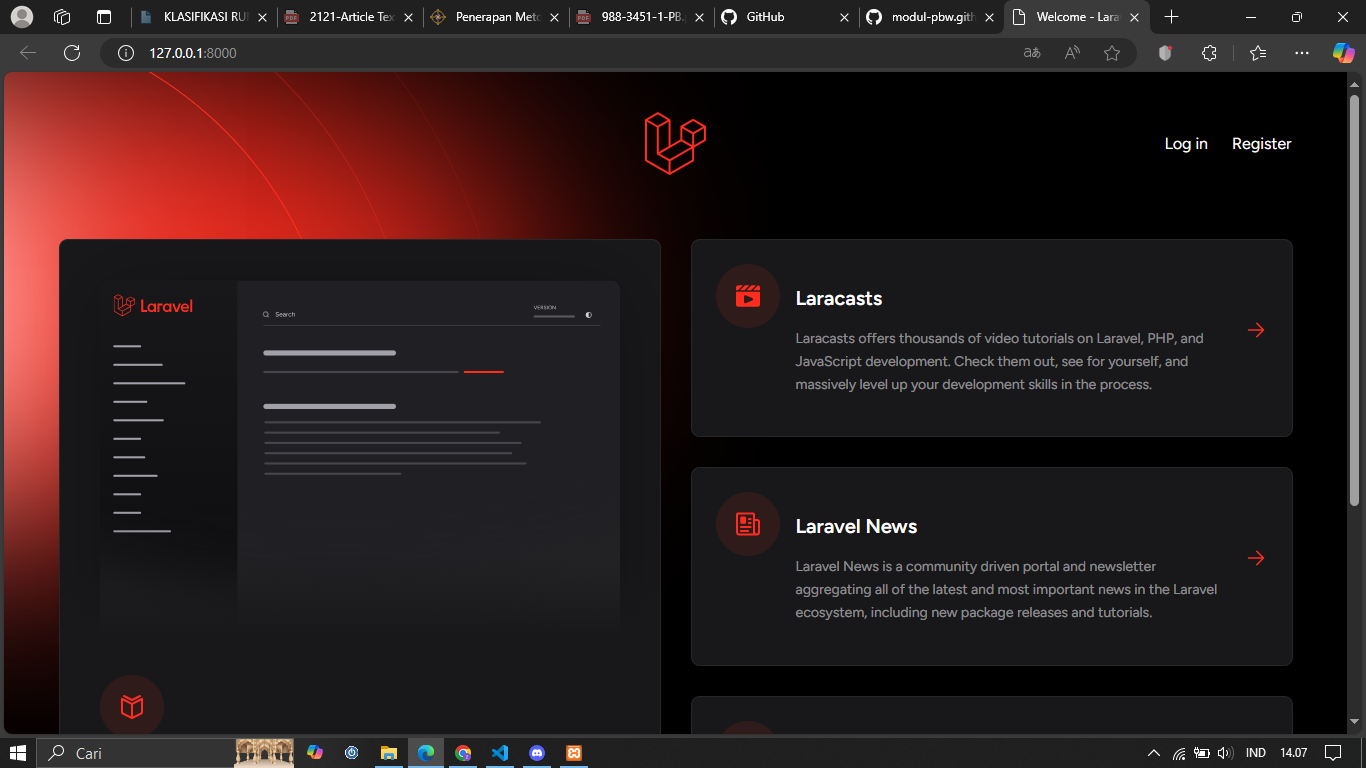 KLASIFIKASI RU
2121-Article Tex
Penerapan Meto
988-3451-1-PB.p
GitHub
modul-pbw.gith
Welcome - Lara
127.0.0.1:8000
Log in
Register
Laravel
Search
VERSION
Laracasts
Laracasts offers thousands of video tutorials on Laravel, PHP, and
JavaScript development. Check them out, see for yourself, and
massively level up your development skills in the process.
Laravel News
Laravel News is a community driven portal and newsletter
aggregating all of the latest and most important news in the Laravel
ecosystem, including new package releases and tutorials.
Cari
IND
14.07